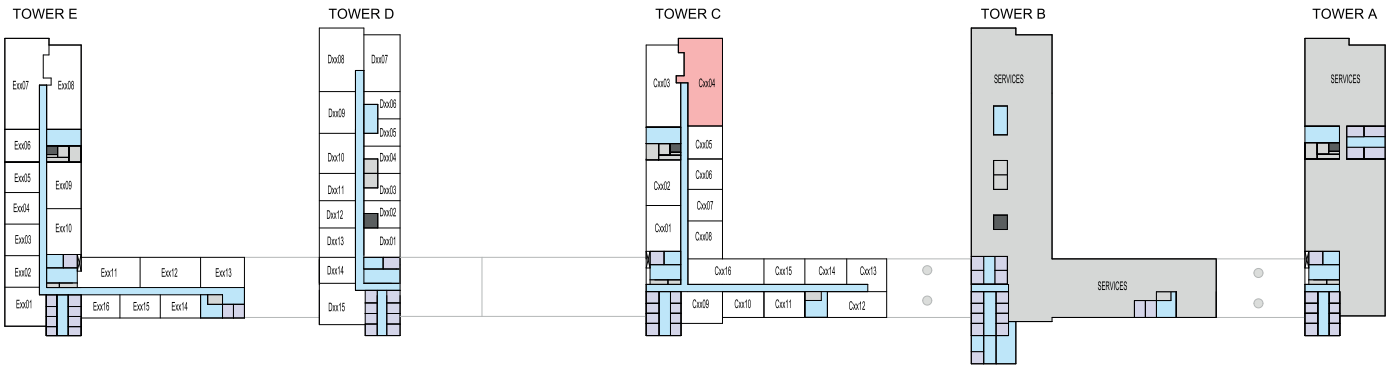 TOWER E
TOWER D
TOWER C
TOWER B
TOWER A
Exx07
Exx08
Exx06
Exx05
Exx09
Exx04
Exx10
Exx03
Exx02
Exx11
Exx12
Exx13
Exx01
Exx16
Exx15
Exx14
Dxx08
Dxx07
Dxx09
Dxx06
Dxx05
Dxx10
Dxx04
Dxx11
Dxx03
Dxx12
Dxx02
Dxx13
Dxx01
Dxx14
Dxx15
Cxx03
Cxx04
Cxx05
Cxx02
Cxx06
Cxx07
Cxx01
Cxx08
Cxx16
Cxx15
Cxx14
Cxx13
Cxx09
Cxx10
Cxx11
Cxx12
SERVICES
SERVICES
SERVICES